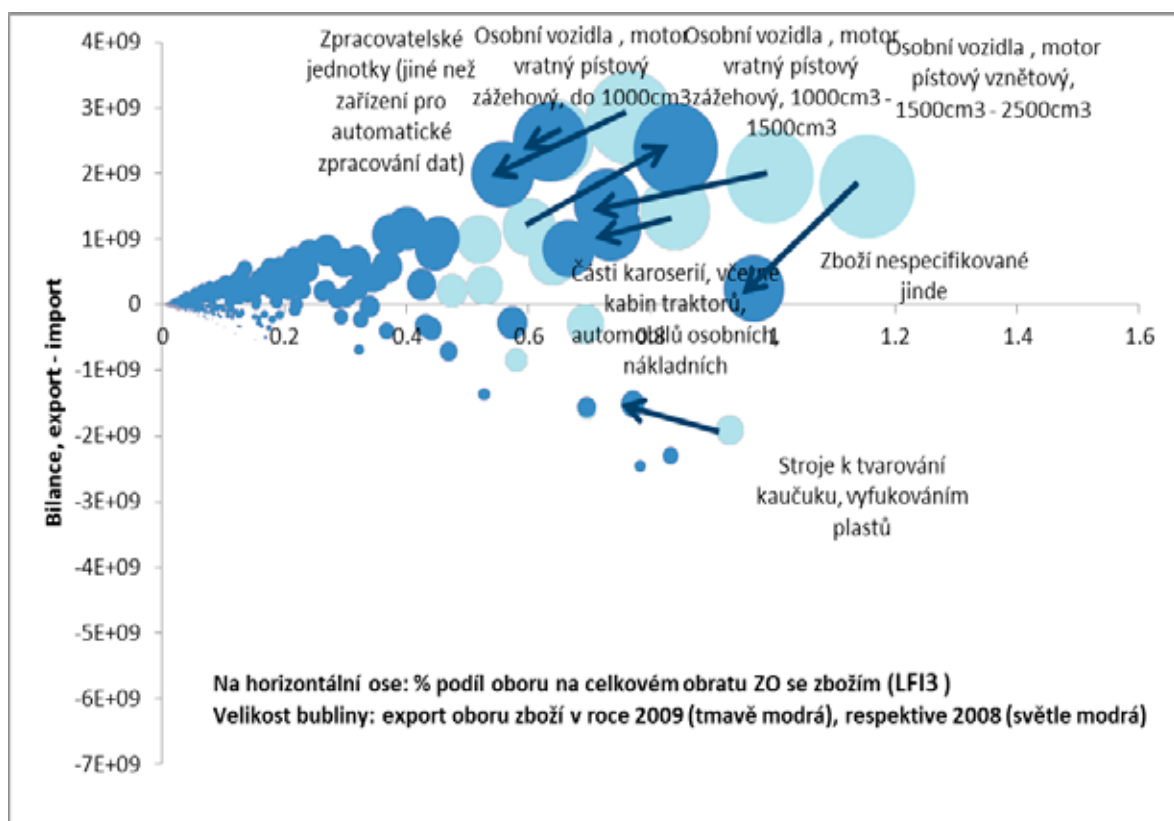 4E+09
3E+09
2E+09
1E+09
0
-1E+09
-2E+09
-3E+09
-4E+09
-5E+09
-6E+09
-7E+09
Bilance, export - import
0
0.2
0.4
0.6
0.8
1
1.2
1.4
1.6
Zpracovatelské
jednotky (jiné než
zařízení pro
automatické
zpracování dat)
Osobní vozidla , motor
vratný pístový
zážehový, do 1000cm3
Osobní vozidla , motor
vratný pístový
zážehový, 1000cm3 -
1500cm3
Osobní vozidla , motor
pístový vznětový,
1500cm3 - 2500cm3
Zboží nespecifikované
jinde
Části karoserií, včetně
kabin traktorů,
automobilů osobních,
nákladních
Stroje k tvarování
kaučuku, vyfukováním
plastů
Na horizontální ose: % podíl oboru na celkovém obratu ZO se zbožím (LFI3 )
Velikost bubliny: export oboru zboží v roce 2009 (tmavě modrá), respektive 2008 (světle modrá)